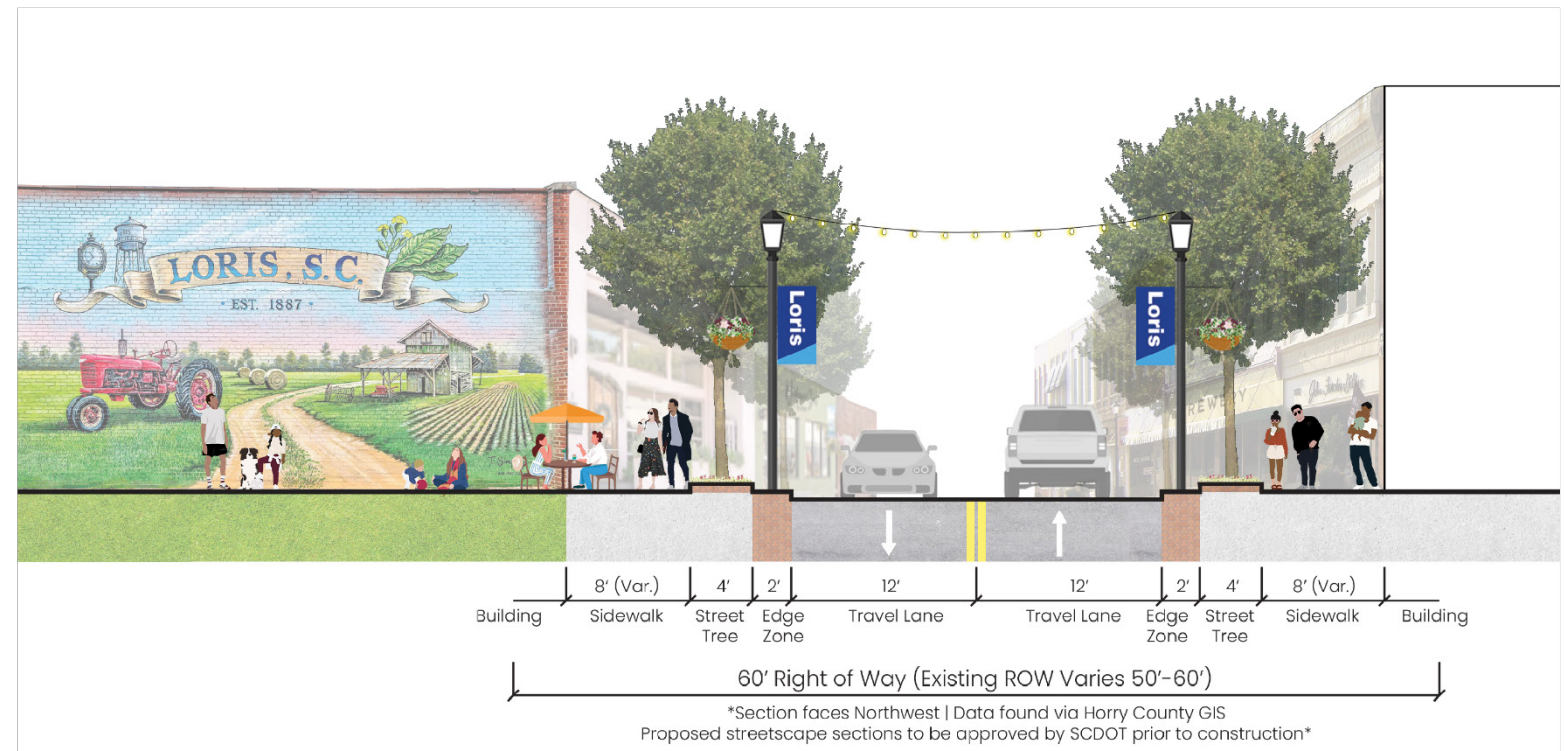 LORIS, S.C.
· EST. 1887 ·
Loris
Loris
REWERY
8' (Var.)
4'
2'
12'
12'
2'
4'
8' (Var.)
Building
Sidewalk
Street
Tree
Edge
Zone
Travel Lane
Travel Lane
Edge
Zone
Street
Tree
Sidewalk
Building
60' Right of Way (Existing ROW Varies 50'-60')
*Section faces Northwest | Data found via Horry County GIS
Proposed streetscape sections to be approved by SCDOT prior to construction*